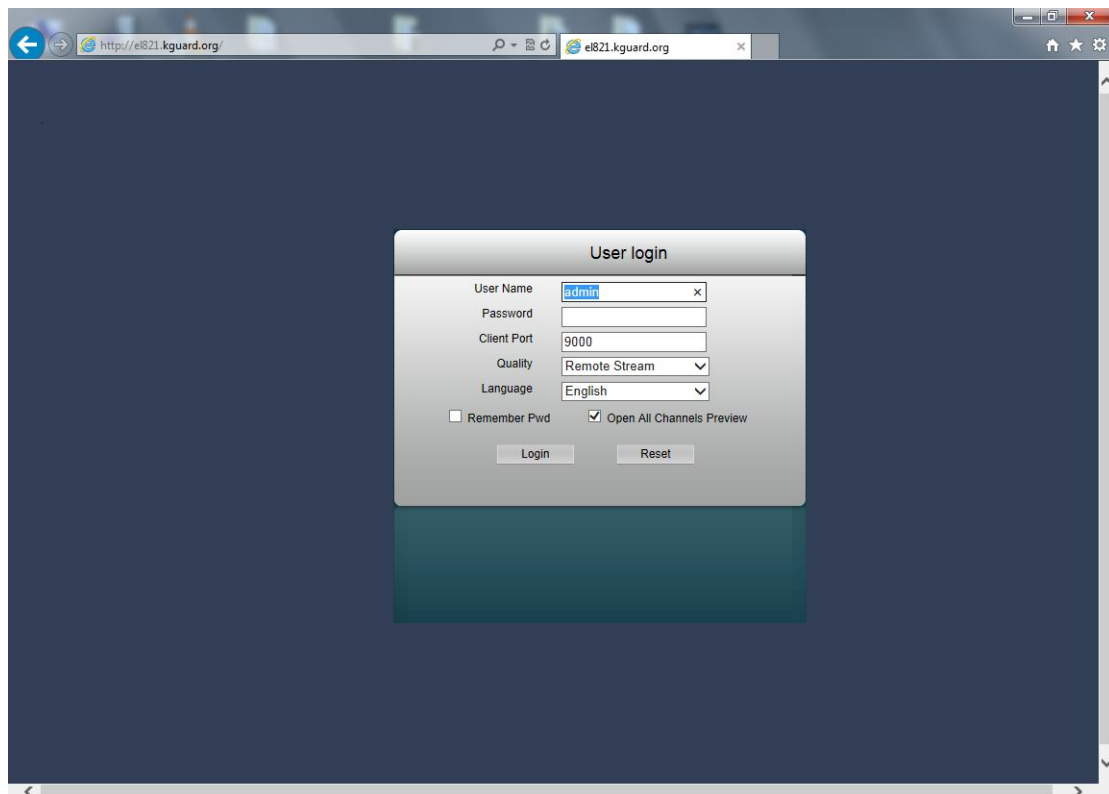 http://el821.kguard.org/
el821.kguard.org
User login
User Name admin
Password
Client Port 9000
Quality Remote Stream
Language English
Remember Pwd Open All Channels Preview
Login Reset